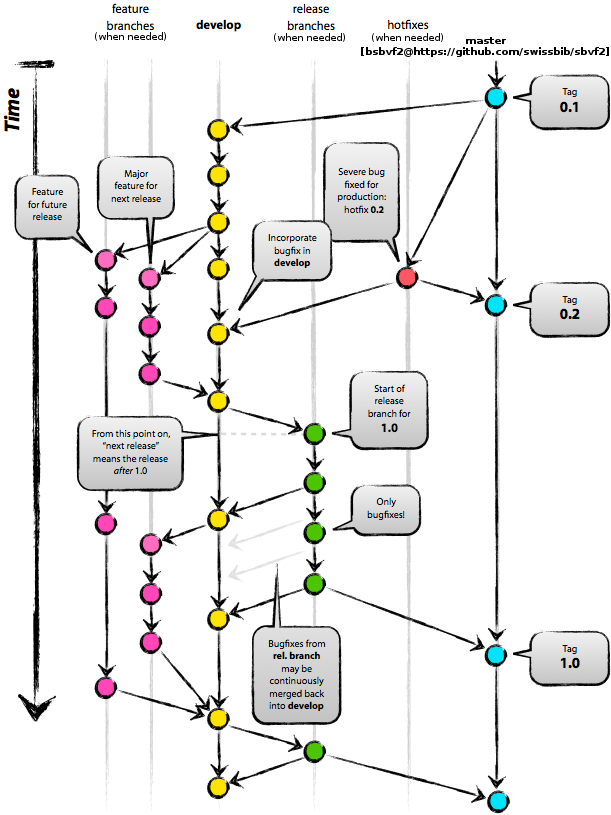 feature
branches
(when needed)
develop
release
branches
(when needed)
hotfixes
(when needed)
master
[bsbvf2@https://github.com/swissbib/sbvf2]
Time
Tag
0.1
Major
feature for
next release
Severe bug
fixed for
production:
hotfix 0.2
Feature
for future
release
Incorporate
bugfix in
develop
Tag
0.2
Start of
release
branch for
1.0
From this point on,
“next release”
means the release
after 1.0
Only
bugfixes!
Bugfixes from
rel. branch
may be
continuously
merged back
into develop
Tag
1.0